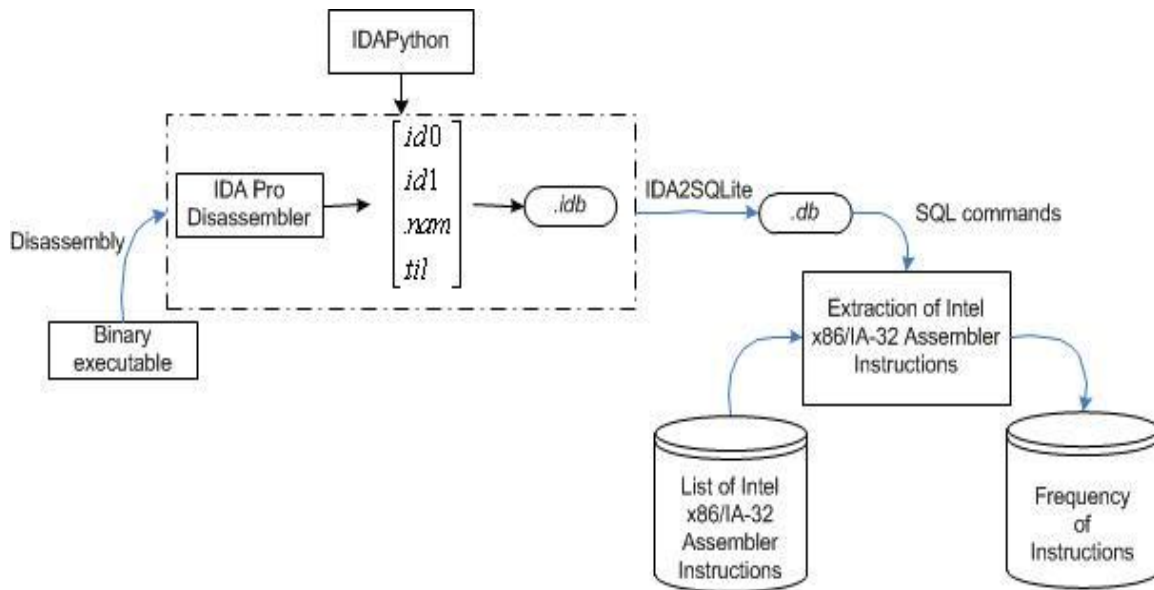 IDAPython
id0
id1
.nam
til
IDA Pro
Disassembler
.idb
IDA2SQLite
.db
SQL commands
Disassembly
Binary
executable
Extraction of Intel
x86/IA-32 Assembler
Instructions
List of Intel
x86/IA-32
Assembler
Instructions
Frequency
of
Instructions